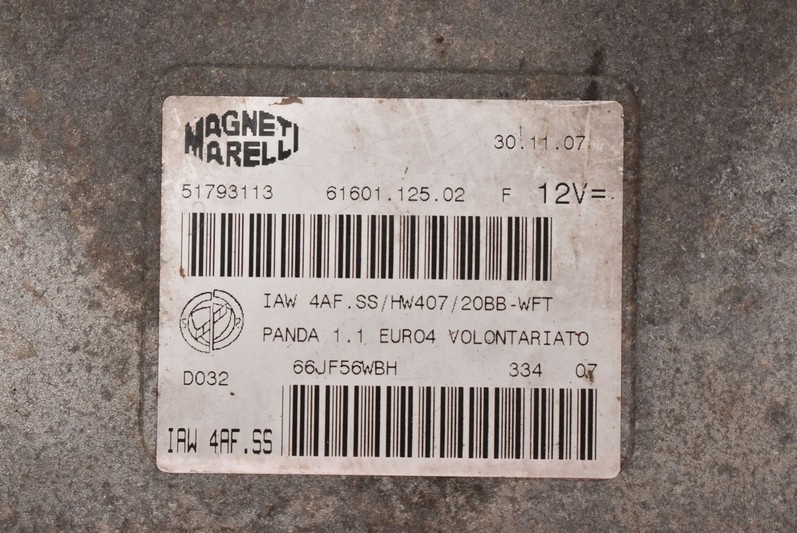 MAGNETI
MARELLI
30.11.07
51793113 61601.125.02 F 12V=
IAW 4AF.SS/HW407/20BB-WFT
PANDA 1.1 EURO4 VOLONTARIATO
66JF56WBH 334 07
D032
IAW 4AF.SS